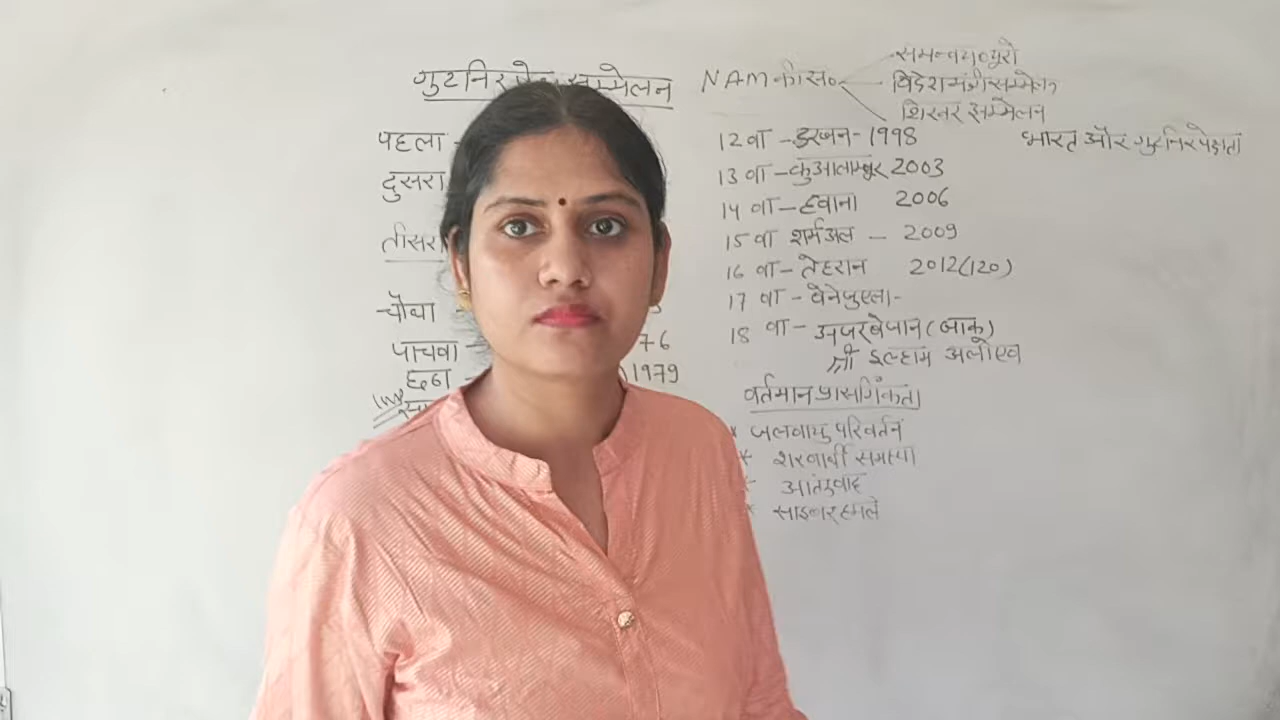 गुटनिरपेक्ष सम्मेलन
पहला -
दुसरा
तीसरा
चौथा -
पाचवा - 76
छठा - )1979
Imp
NAM की सं०
समन्वय ब्यूरो
विदेशमंत्री सम्मेलन
शिखर सम्मेलन
12 वा - डरबन - 1998
13 वा - कुआलाम्पुर 2003
14 वा - हवाना 2006
15 वा शर्म अल - 2009
16 वा - तेहरान 2012(120)
17 वा - वेनेजुएला -
18 वा - अजरबेजान (बाकू)
श्री इल्हाम अलीएव
वर्तमान प्रासंगिकता
* जलवायु परिवर्तन
* शरणार्थी समस्या
* आतंकवाद
* साइबर हमले
भारत और गुटनिरपेक्षता